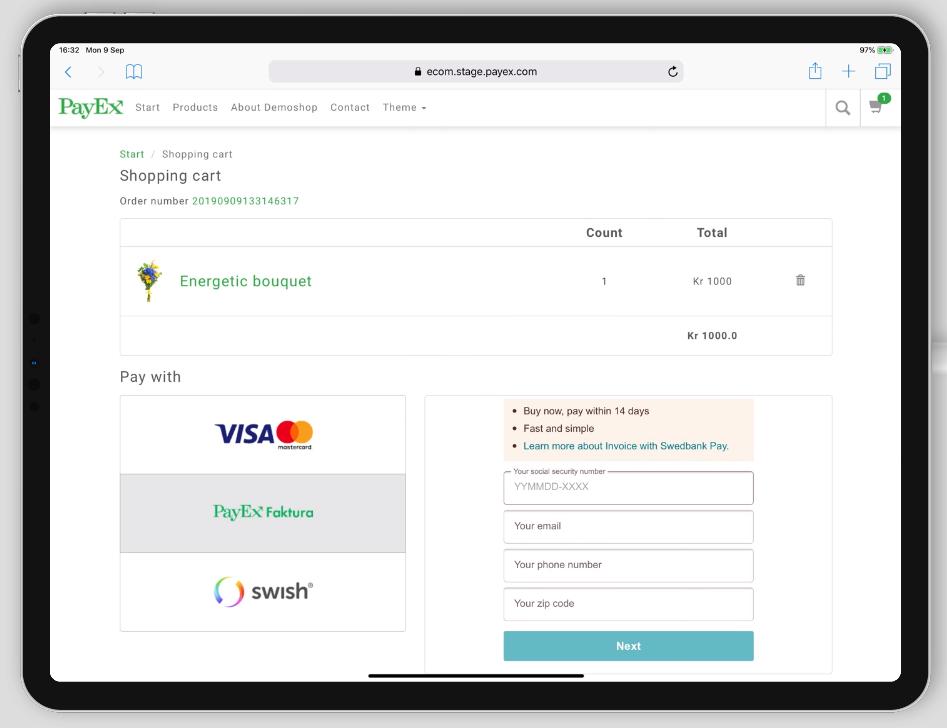 16:32 Mon 9 Sep
97%
ecom.stage.payex.com
PayEx Start Products About Demoshop Contact Theme
1
Start / Shopping cart
Shopping cart
Order number 20190909133146317
Count Total
Energetic bouquet 1 Kr 1000
Kr 1000.0
Pay with
VISA mastercard
PayEx Faktura
swish®
• Buy now, pay within 14 days
• Fast and simple
• Learn more about Invoice with Swedbank Pay.
Your social security number
YYMMDD-XXXX
Your email
Your phone number
Your zip code
Next